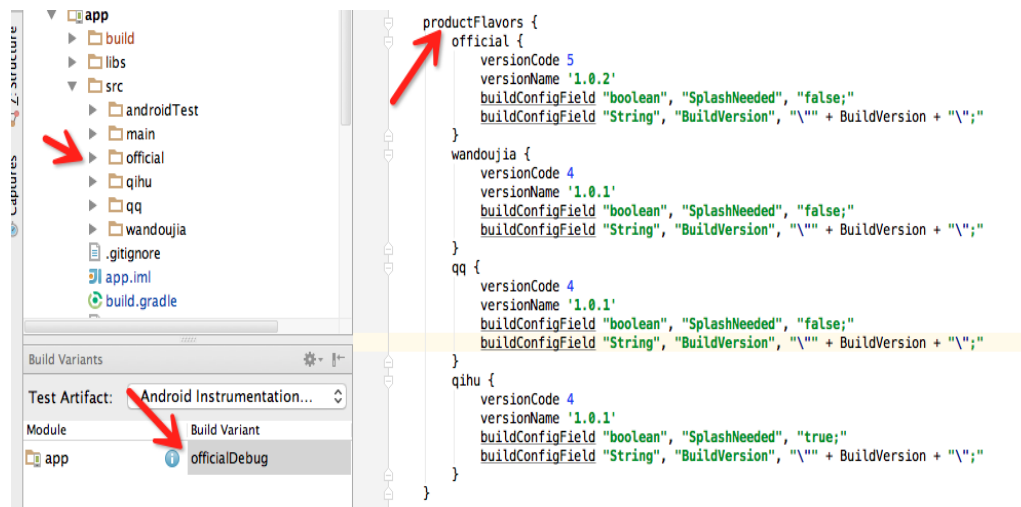 Z: Structure
Captures
app
build
libs
src
androidTest
main
official
qihu
qq
wandoujia
.gitignore
app.iml
build.gradle
Build Variants
Test Artifact: Android Instrumentation...
Module Build Variant
app officialDebug
productFlavors {
official {
versionCode 5
versionName '1.0.2'
buildConfigField "boolean", "SplashNeeded", "false;"
buildConfigField "String", "BuildVersion", "\"" + BuildVersion + "\";"
}
wandoujia {
versionCode 4
versionName '1.0.1'
buildConfigField "boolean", "SplashNeeded", "false;"
buildConfigField "String", "BuildVersion", "\"" + BuildVersion + "\";"
}
qq {
versionCode 4
versionName '1.0.1'
buildConfigField "boolean", "SplashNeeded", "false;"
buildConfigField "String", "BuildVersion", "\"" + BuildVersion + "\";"
}
qihu {
versionCode 4
versionName '1.0.1'
buildConfigField "boolean", "SplashNeeded", "true;"
buildConfigField "String", "BuildVersion", "\"" + BuildVersion + "\";"
}
}